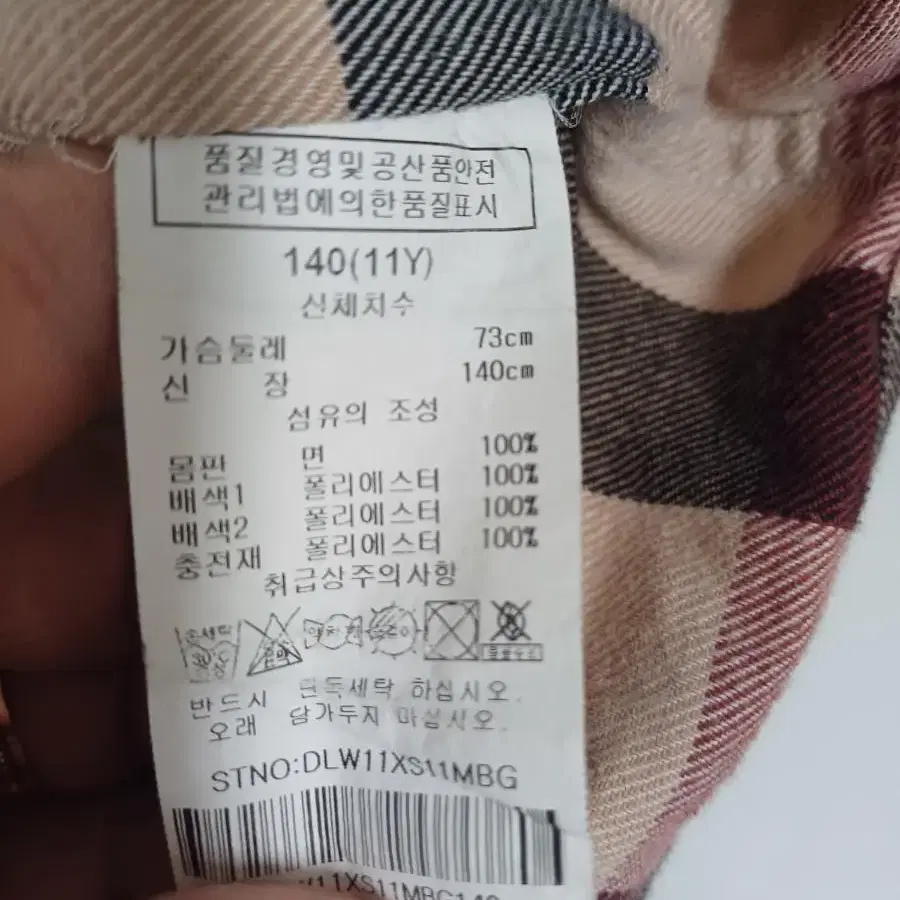 품질경영및공산품안전
관리법에의한품질표시
140(11Y)
신체치수
가슴둘레 73cm
신 장 140cm
섬유의 조성
몸판 면 100%
배색1 폴리에스터 100%
배색2 폴리에스터 100%
충전재 폴리에스터 100%
취급상주의사항
손세탁
반드시 단독세탁 하십시오.
오래 담가두지 마십시오.
STNO:DLW11XS11MBG
11XS11MBG140